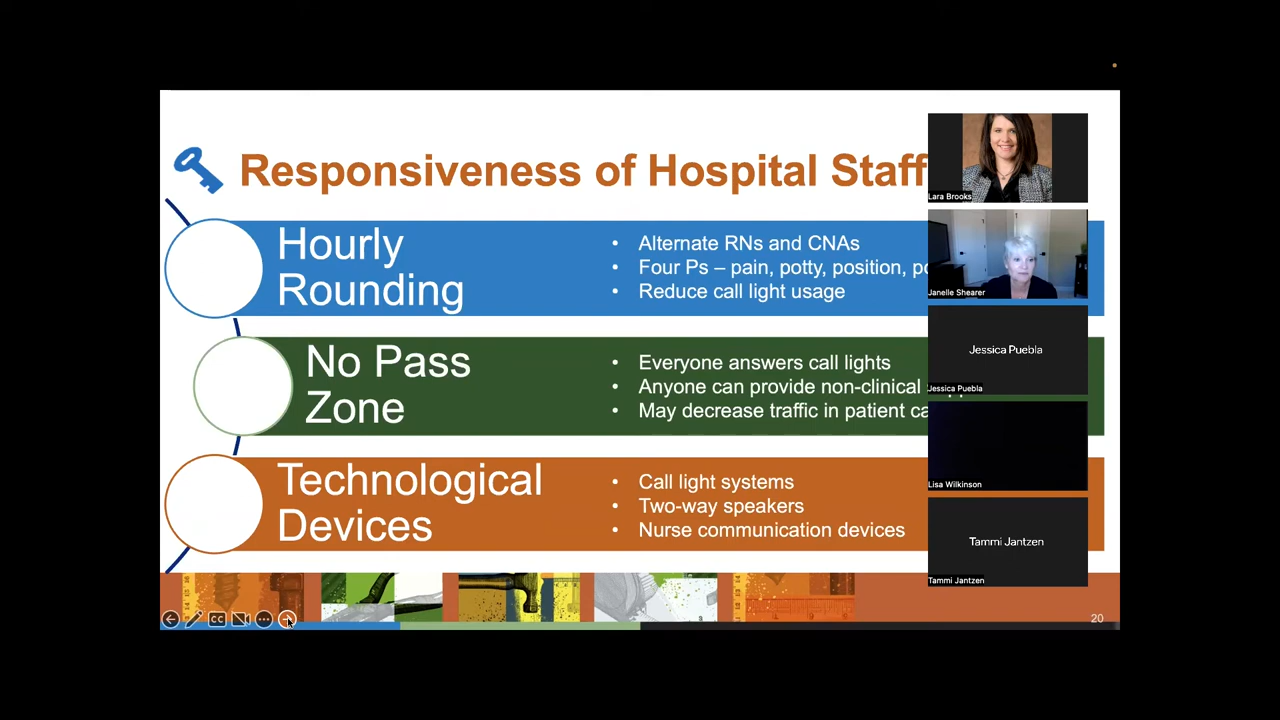 Responsiveness of Hospital Staff
Hourly
Rounding
• Alternate RNs and CNAs
• Four Ps – pain, potty, position,
• Reduce call light usage
No Pass
Zone
• Everyone answers call lights
• Anyone can provide non-clinical
• May decrease traffic in patient
Technological
Devices
• Call light systems
• Two-way speakers
• Nurse communication devices
Lara Brooks
Janelle Shearer
Jessica Puebla
Jessica Puebla
Lisa Wilkinson
Tammi Jantzen
Tammi Jantzen
CC
20